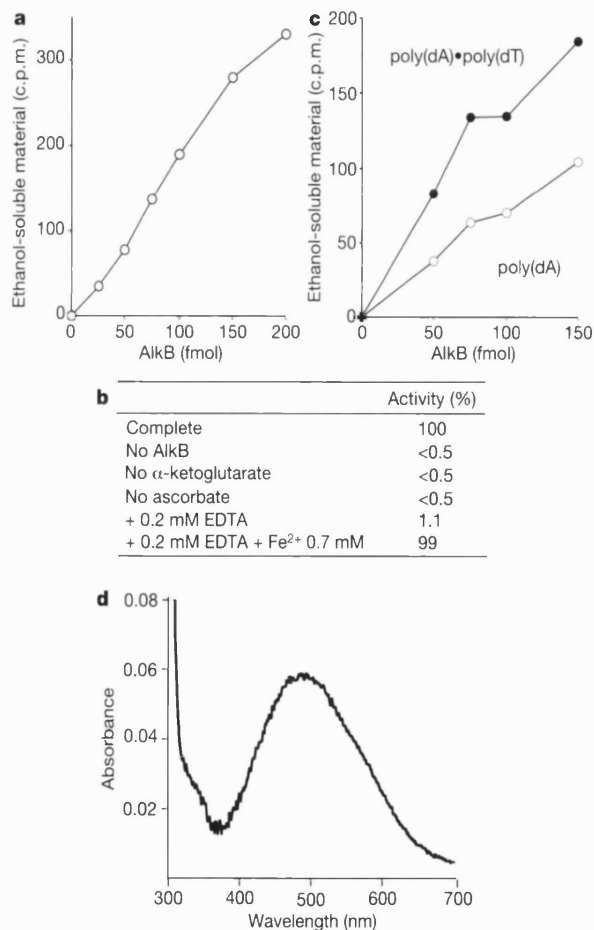 a
Ethanol-soluble material (c.p.m.)
300
200
100
0
0 50 100 150 200
AlkB (fmol)
c
Ethanol-soluble material (c.p.m.)
200
150
100
50
0
poly(dA)●poly(dT)
poly(dA)
0 50 100 150
AlkB (fmol)
b
Activity (%)
Complete 100
No AlkB <0.5
No α-ketoglutarate <0.5
No ascorbate <0.5
+ 0.2 mM EDTA 1.1
+ 0.2 mM EDTA + Fe²⁺ 0.7 mM 99
d
Absorbance
0.08
0.06
0.04
0.02
300 400 500 600 700
Wavelength (nm)